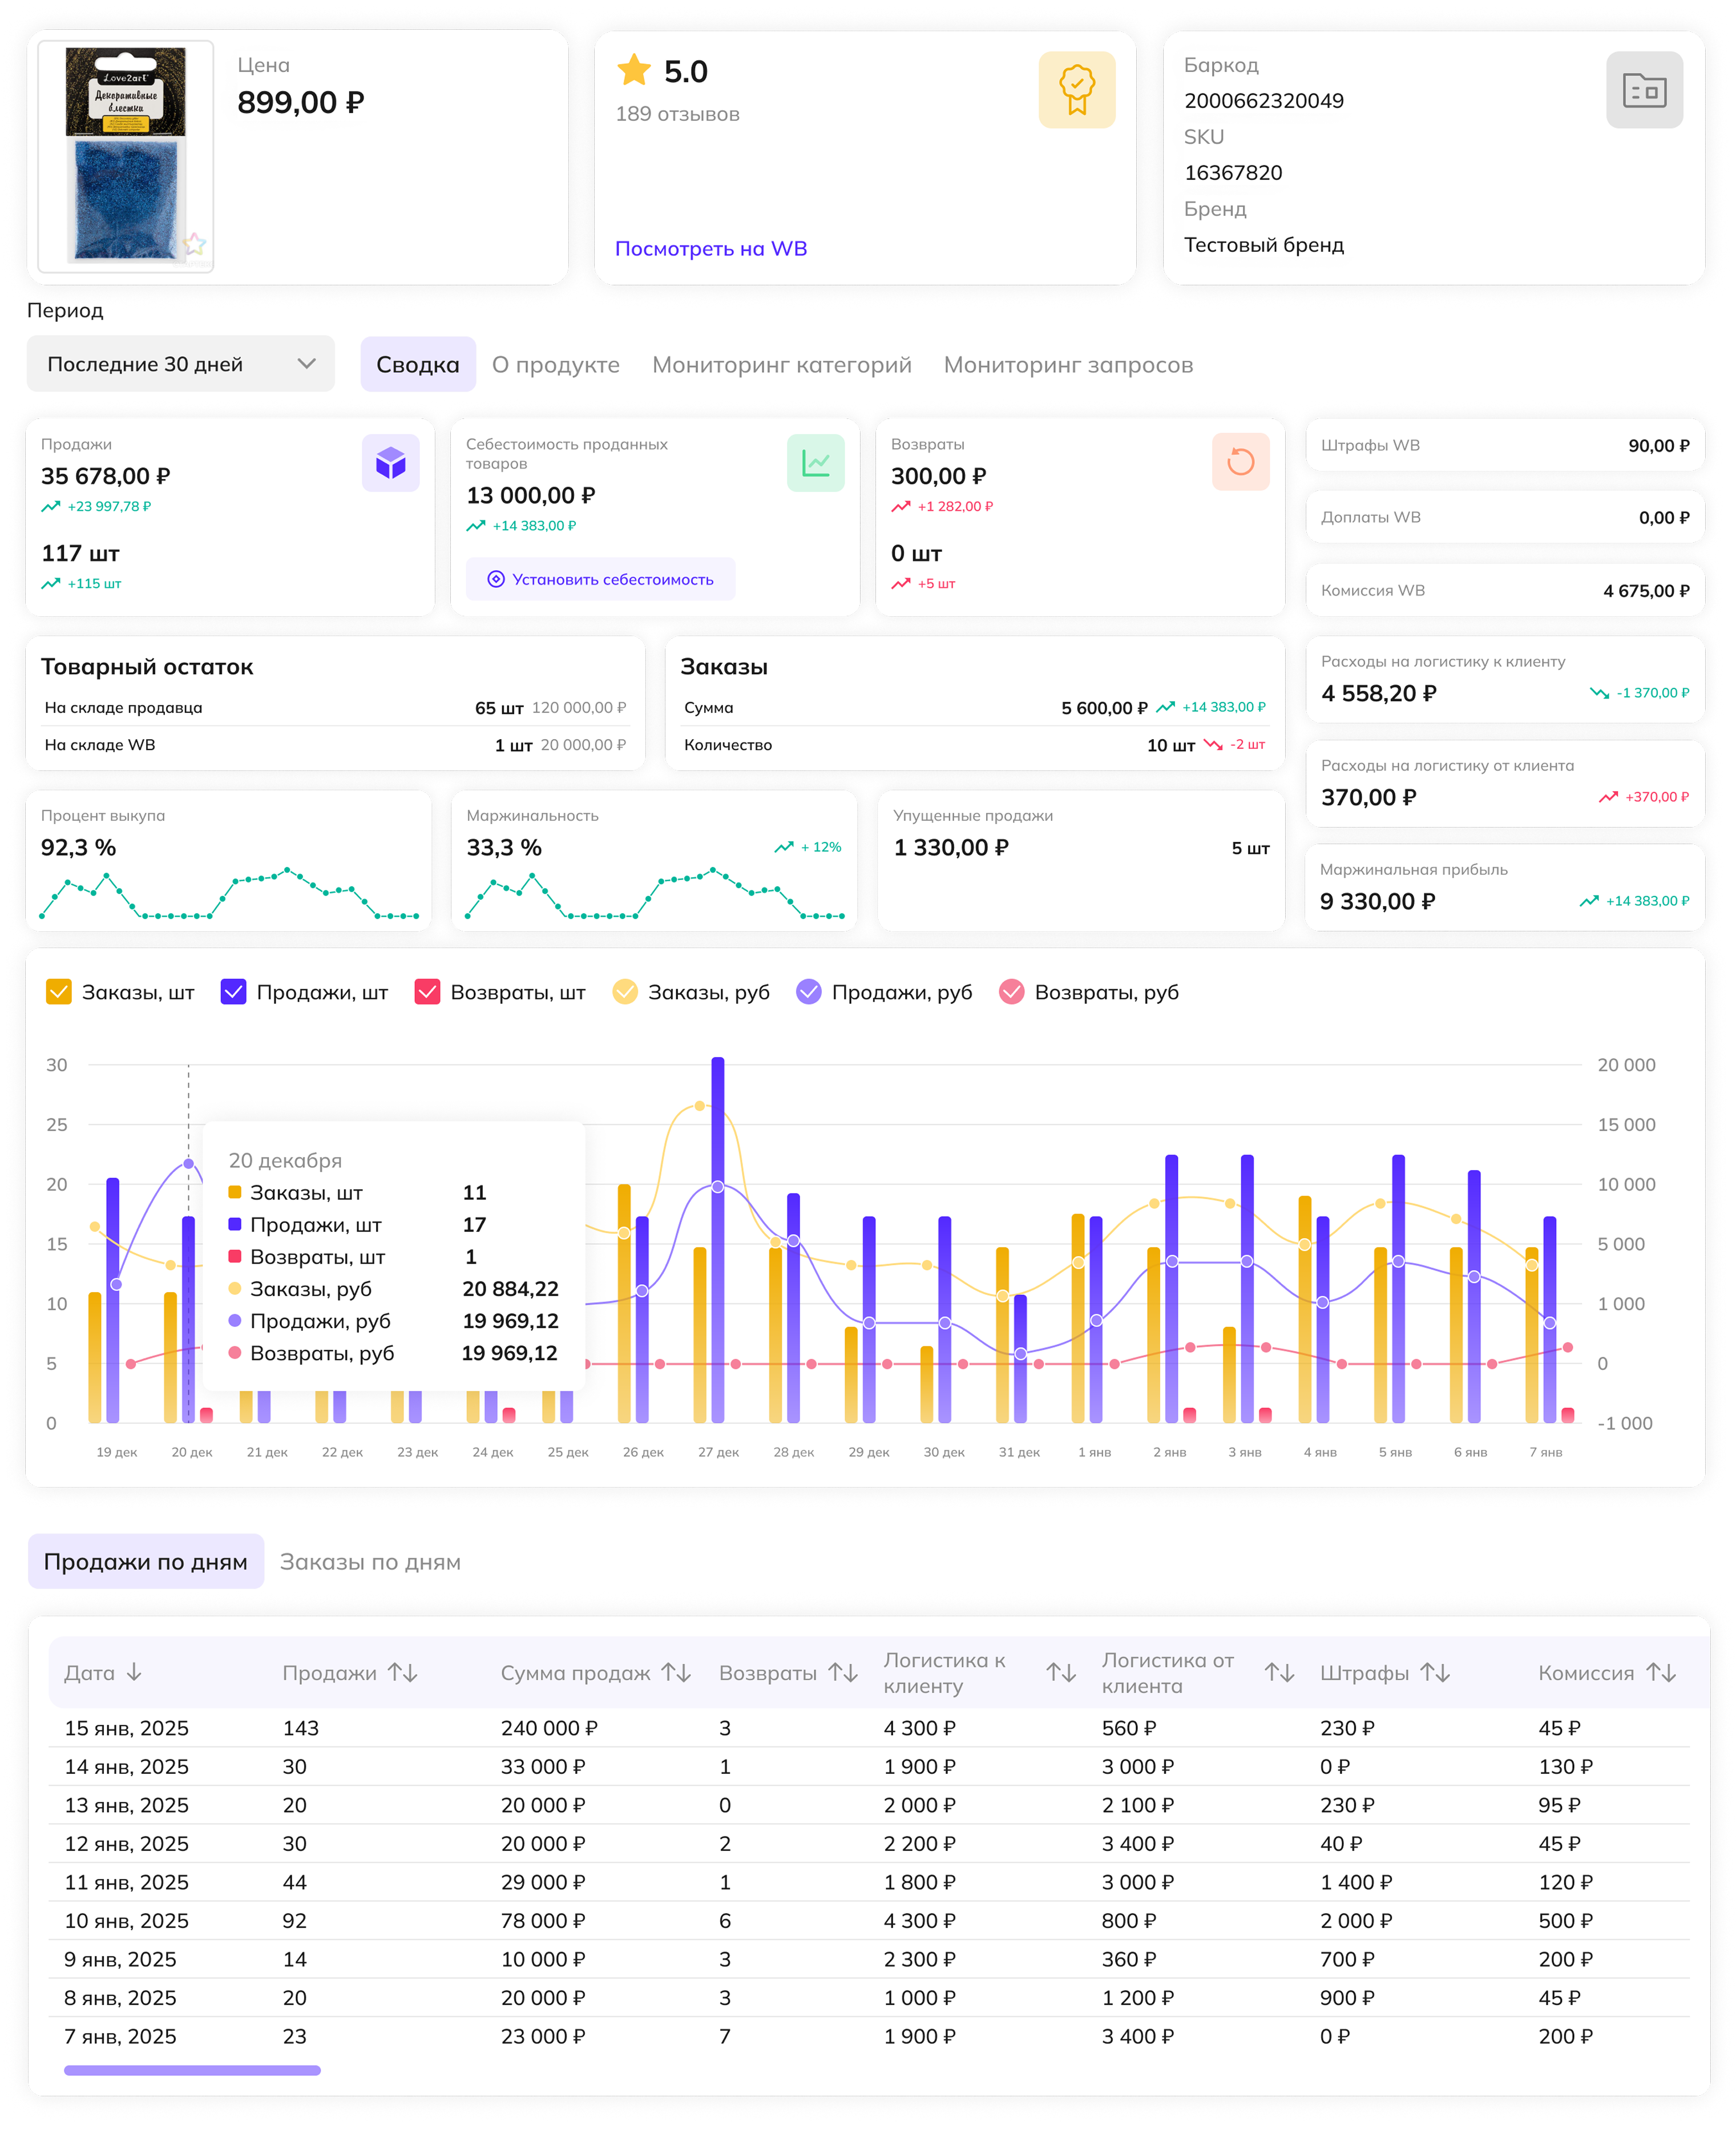 Love2art
Декоративные
блестки
Цена
899,00 ₽
5.0
189 отзывов
Посмотреть на WB
Баркод
2000662320049
SKU
16367820
Бренд
Тестовый бренд
Период
Последние 30 дней
Сводка
О продукте
Мониторинг категорий
Мониторинг запросов
Продажи
35 678,00 ₽
+23 997,78 ₽
117 шт
+115 шт
Себестоимость проданных
товаров
13 000,00 ₽
+14 383,00 ₽
Установить себестоимость
Возвраты
300,00 ₽
+1 282,00 ₽
0 шт
+5 шт
Штрафы WB 90,00 ₽
Доплаты WB 0,00 ₽
Комиссия WB 4 675,00 ₽
Товарный остаток
На складе продавца 65 шт 120 000,00 ₽
На складе WB 1 шт 20 000,00 ₽
Заказы
Сумма 5 600,00 ₽ +14 383,00 ₽
Количество 10 шт -2 шт
Расходы на логистику к клиенту
4 558,20 ₽ -1 370,00 ₽
Расходы на логистику от клиента
370,00 ₽ +370,00 ₽
Процент выкупа
92,3 %
Маржинальность
33,3 % + 12%
Упущенные продажи
1 330,00 ₽ 5 шт
Маржинальная прибыль
9 330,00 ₽ +14 383,00 ₽
Заказы, шт Продажи, шт Возвраты, шт Заказы, руб Продажи, руб Возвраты, руб
30 20 000
25 15 000
20 10 000
15 5 000
10 1 000
5 0
0 -1 000
20 декабря
Заказы, шт 11
Продажи, шт 17
Возвраты, шт 1
Заказы, руб 20 884,22
Продажи, руб 19 969,12
Возвраты, руб 19 969,12
19 дек 20 дек 21 дек 22 дек 23 дек 24 дек 25 дек 26 дек 27 дек 28 дек 29 дек 30 дек 31 дек 1 янв 2 янв 3 янв 4 янв 5 янв 6 янв 7 янв
Продажи по дням
Заказы по дням
Дата Продажи Сумма продаж Возвраты Логистика к клиенту Логистика от клиента Штрафы Комиссия
15 янв, 2025 143 240 000 ₽ 3 4 300 ₽ 560 ₽ 230 ₽ 45 ₽
14 янв, 2025 30 33 000 ₽ 1 1 900 ₽ 3 000 ₽ 0 ₽ 130 ₽
13 янв, 2025 20 20 000 ₽ 0 2 000 ₽ 2 100 ₽ 230 ₽ 95 ₽
12 янв, 2025 30 20 000 ₽ 2 2 200 ₽ 3 400 ₽ 40 ₽ 45 ₽
11 янв, 2025 44 29 000 ₽ 1 1 800 ₽ 3 000 ₽ 1 400 ₽ 120 ₽
10 янв, 2025 92 78 000 ₽ 6 4 300 ₽ 800 ₽ 2 000 ₽ 500 ₽
9 янв, 2025 14 10 000 ₽ 3 2 300 ₽ 360 ₽ 700 ₽ 200 ₽
8 янв, 2025 20 20 000 ₽ 3 1 000 ₽ 1 200 ₽ 900 ₽ 45 ₽
7 янв, 2025 23 23 000 ₽ 7 1 900 ₽ 3 400 ₽ 0 ₽ 200 ₽